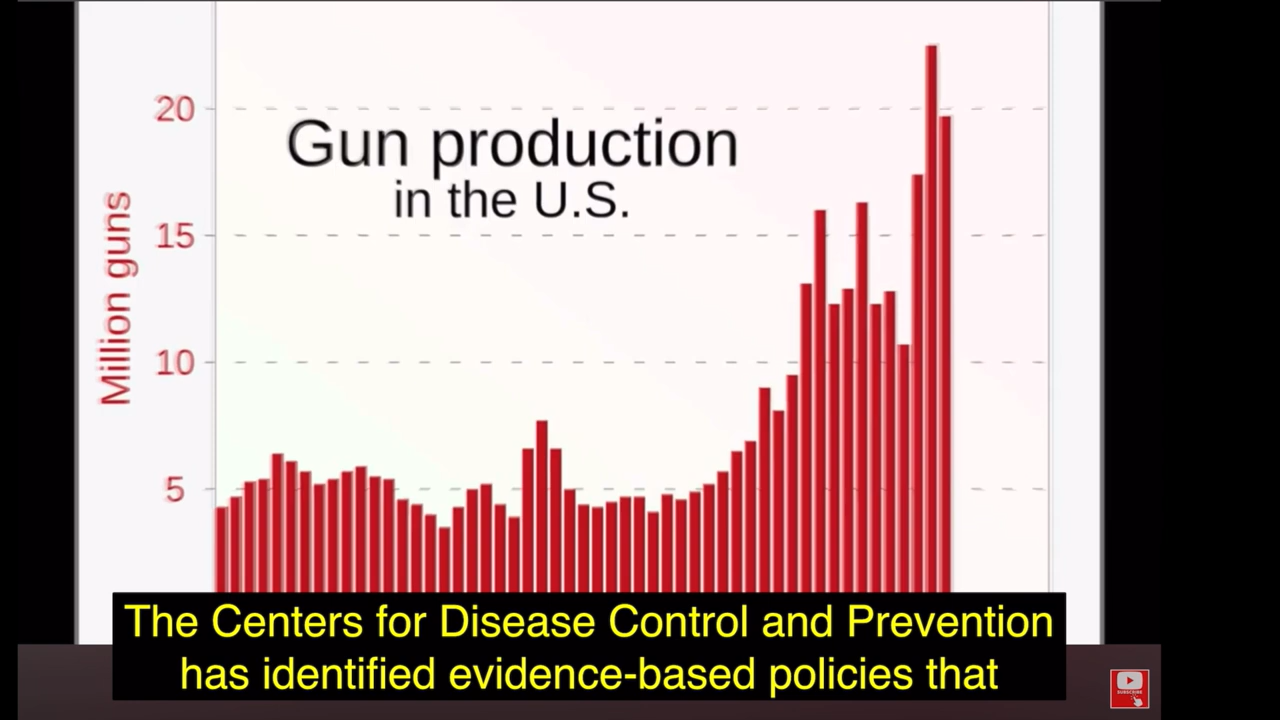 Gun production
in the U.S.
Million guns
20
15
10
5
The Centers for Disease Control and Prevention
has identified evidence-based policies that
SUBSCRIBE